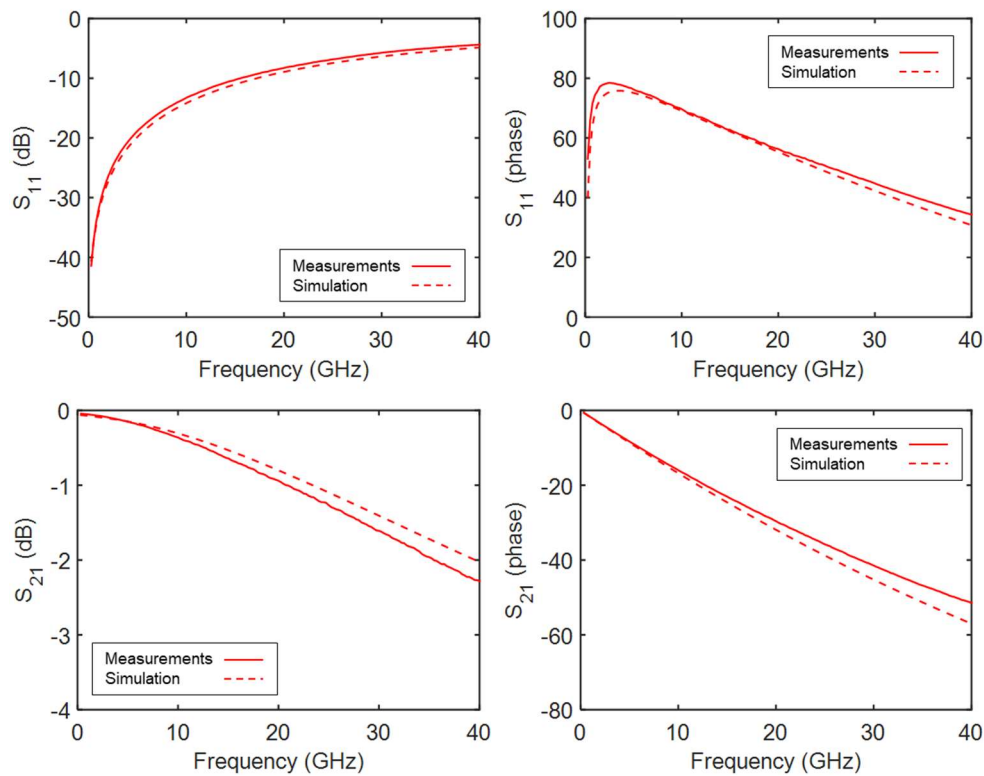 0
-10
-20
-30
-40
-50
S11 (dB)
Measurements
Simulation
0 10 20 30 40
Frequency (GHz)
100
80
60
40
20
0
S11 (phase)
Measurements
Simulation
0 10 20 30 40
Frequency (GHz)
0
-1
-2
-3
-4
S21 (dB)
Measurements
Simulation
0 10 20 30 40
Frequency (GHz)
0
-20
-40
-60
-80
S21 (phase)
Measurements
Simulation
0 10 20 30 40
Frequency (GHz)